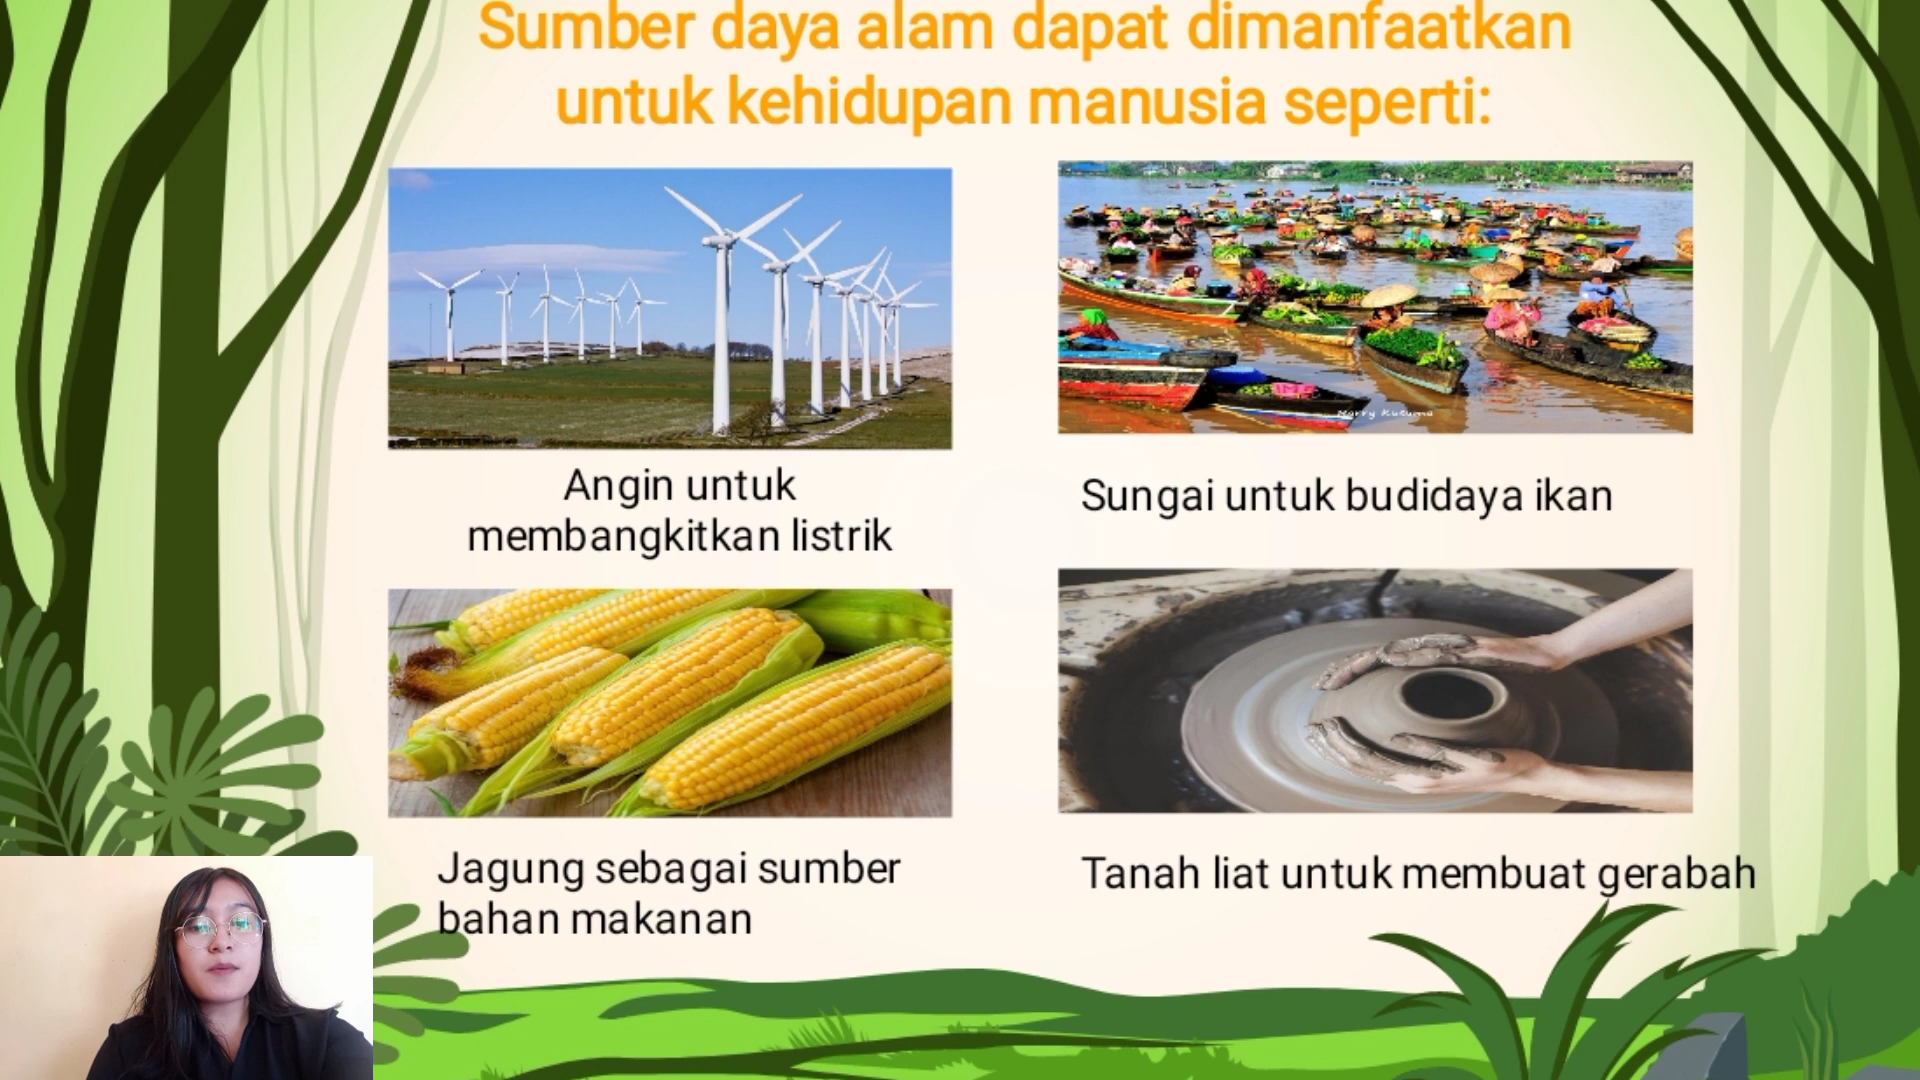 Sumber daya alam dapat dimanfaatkan
untuk kehidupan manusia seperti:
Angin untuk
membangkitkan listrik
Sungai untuk budidaya ikan
Jagung sebagai sumber
bahan makanan
Tanah liat untuk membuat gerabah